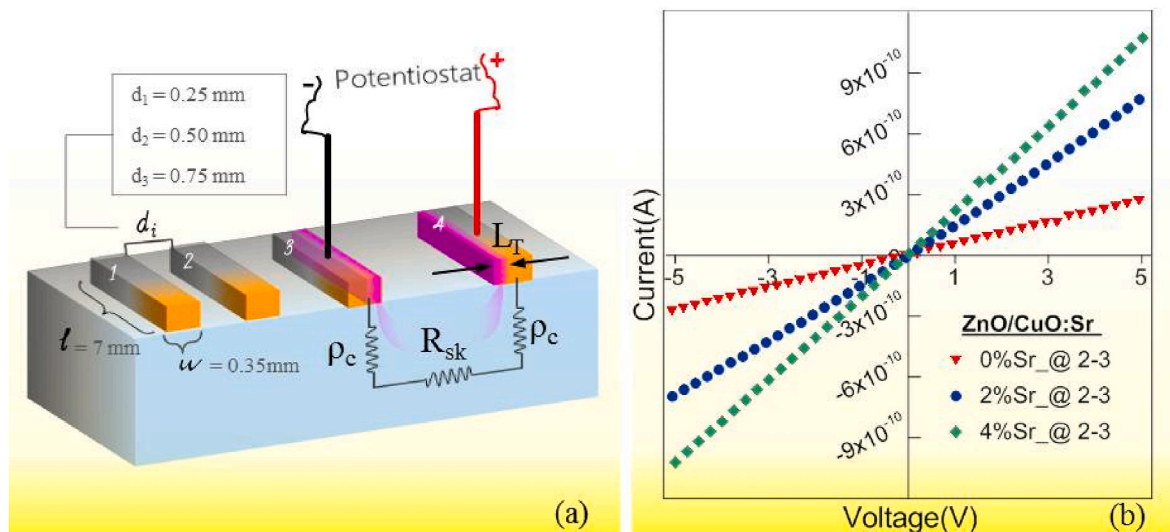 Potentiostat
-
+
d₁ = 0.25 mm
d₂ = 0.50 mm
d₃ = 0.75 mm
dᵢ
1
2
3
4
L_T
ρ_c
R_sk
ρ_c
ℓ = 7 mm
w = 0.35mm
(a)
Current(A)
9x10⁻¹⁰
6x10⁻¹⁰
3x10⁻¹⁰
-5
-3
-1
1
3
5
-3x10⁻¹⁰
-6x10⁻¹⁰
-9x10⁻¹⁰
ZnO/CuO:Sr
0%Sr_@ 2-3
2%Sr_@ 2-3
4%Sr_@ 2-3
Voltage(V)
(b)